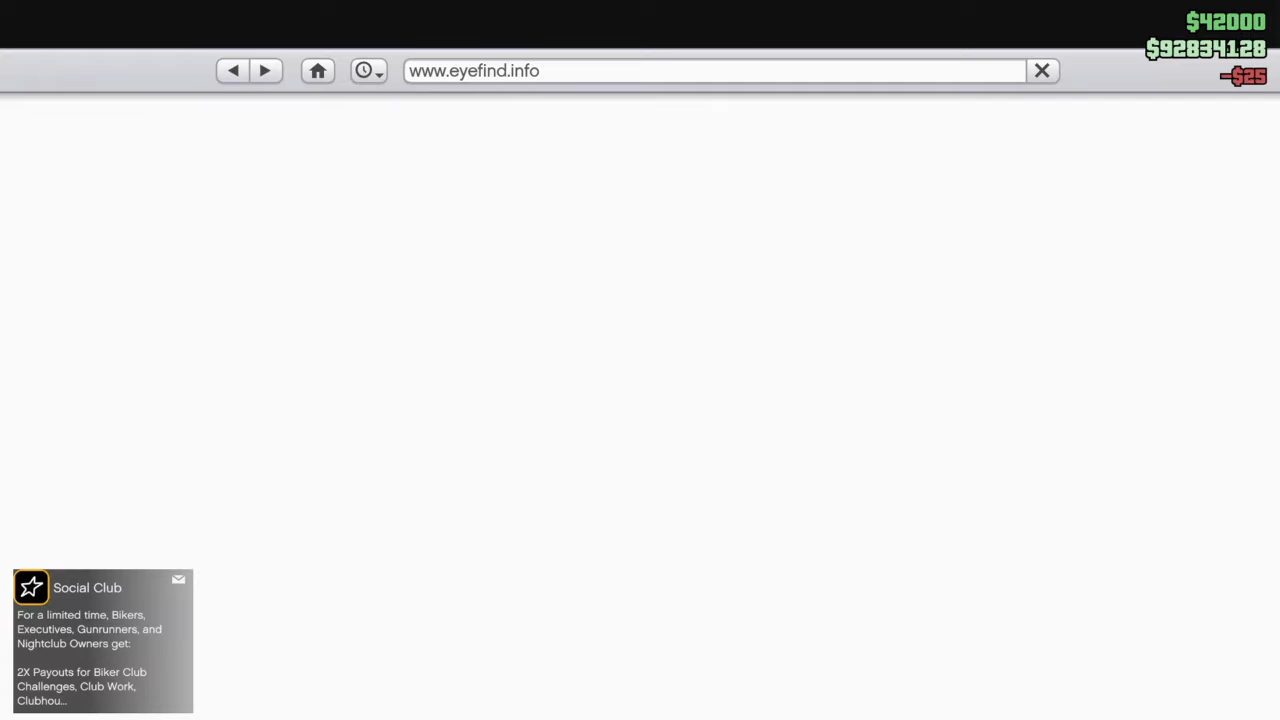 $42000
$92834128
-$25
www.eyefind.info
Social Club
For a limited time, Bikers,
Executives, Gunrunners, and
Nightclub Owners get:
2X Payouts for Biker Club
Challenges, Club Work,
Clubhou...